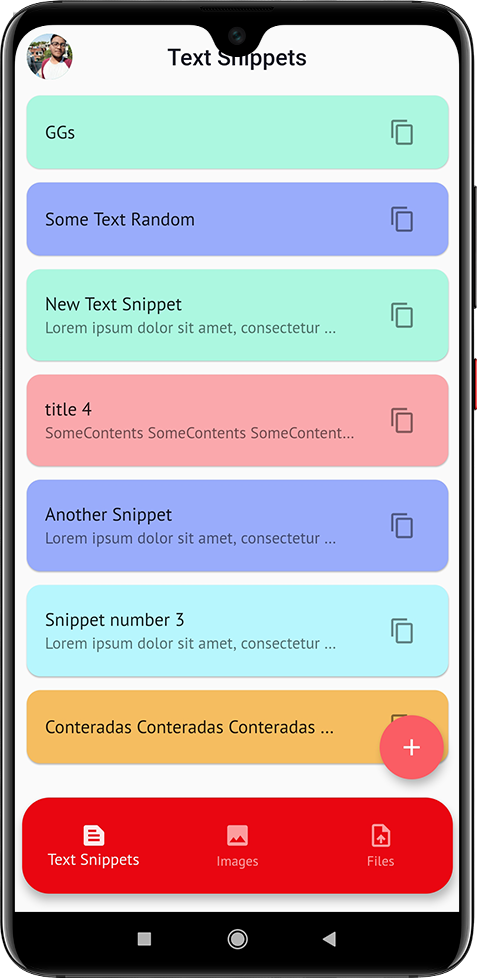 Text Snippets
GGs
Some Text Random
New Text Snippet
Lorem ipsum dolor sit amet, consectetur ...
title 4
SomeContents SomeContents SomeContent...
Another Snippet
Lorem ipsum dolor sit amet, consectetur ...
Snippet number 3
Lorem ipsum dolor sit amet, consectetur ...
Conteradas Conteradas Conteradas ...
Text Snippets Images Files